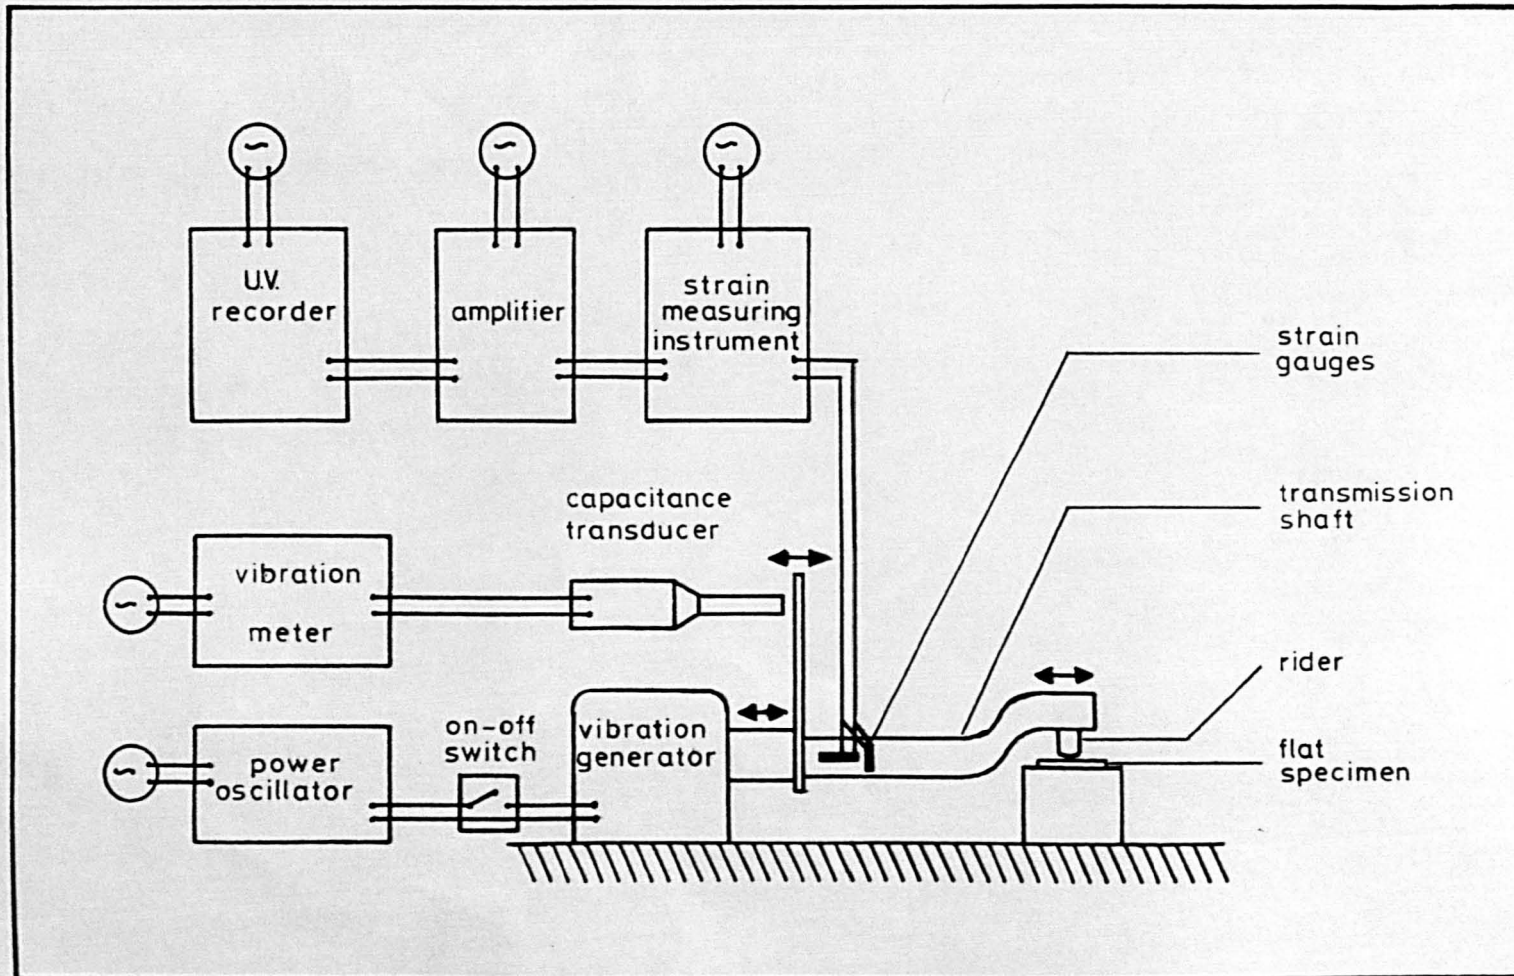 U.V.
recorder
amplifier
strain
measuring
instrument
strain
gauges
capacitance
transducer
transmission
shaft
vibration
meter
rider
on-off
switch
vibration
generator
power
oscillator
flat
specimen